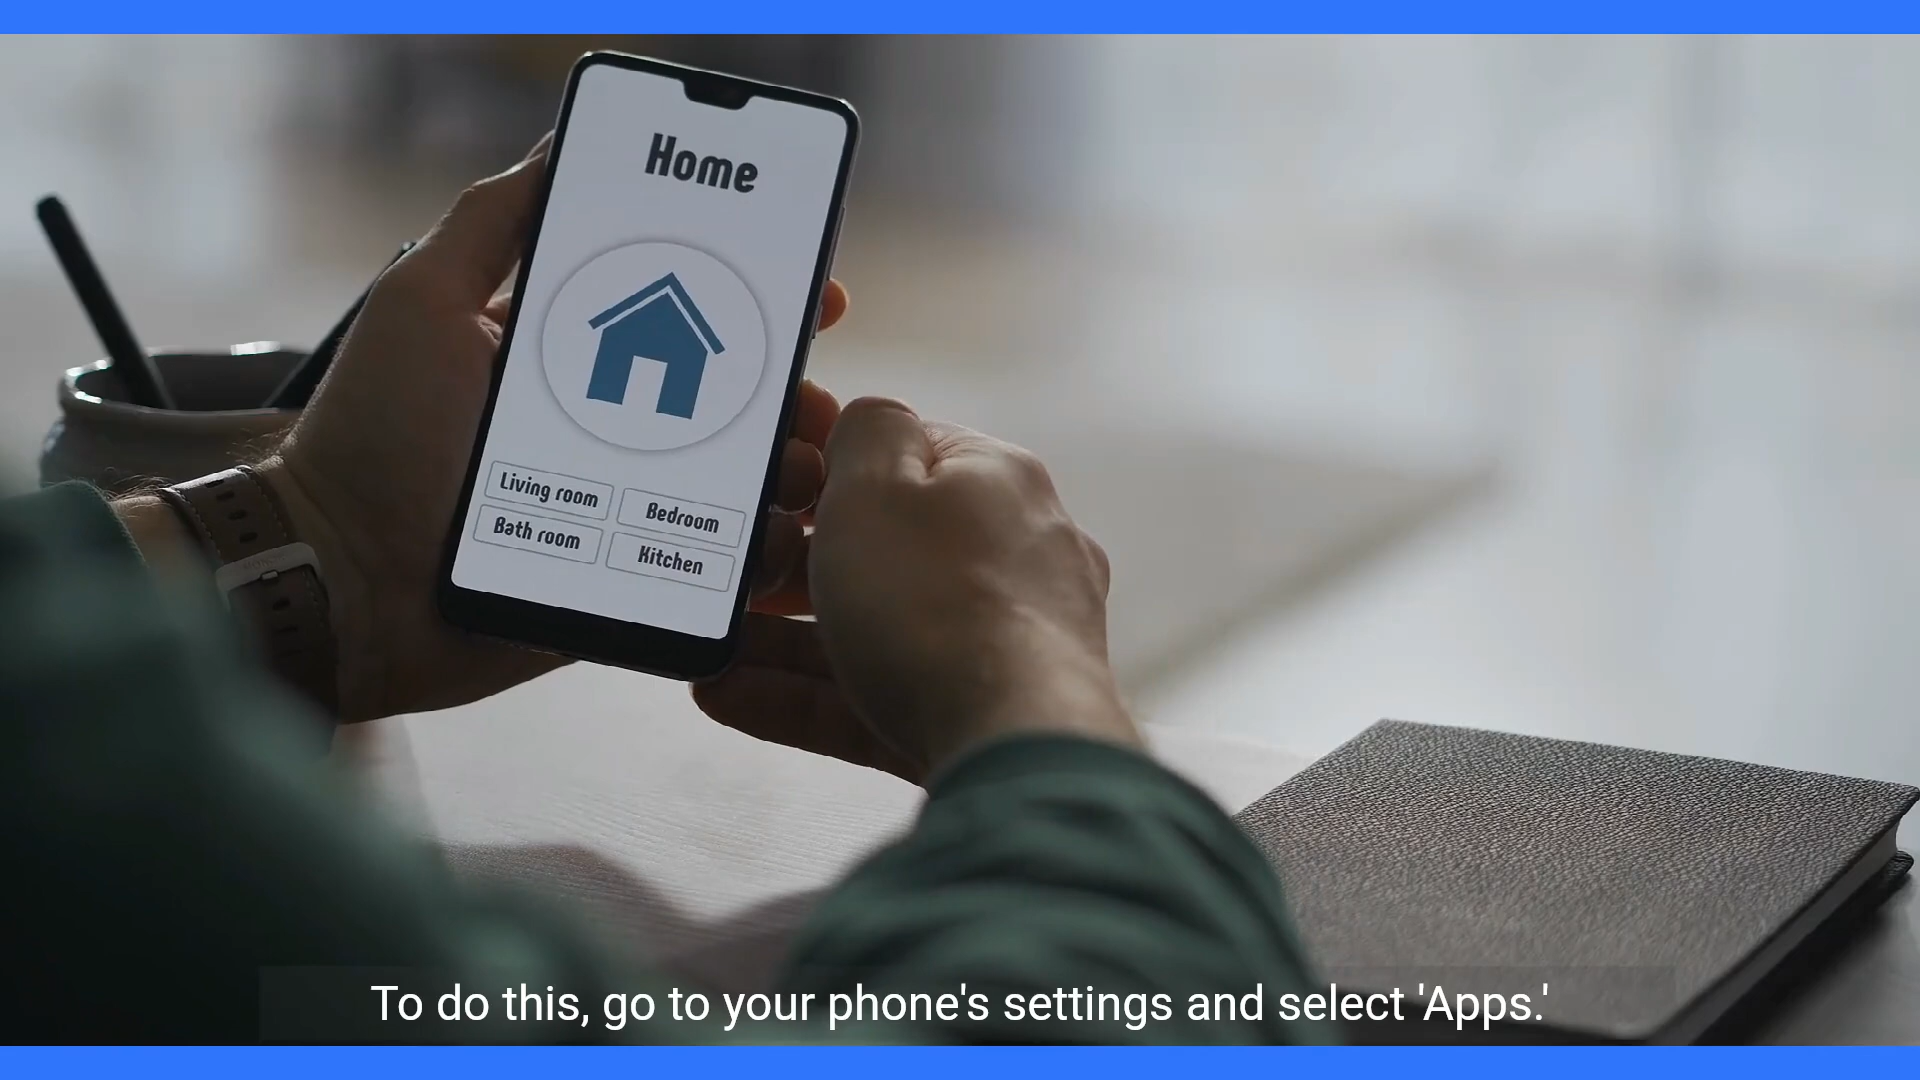 Home
Living room
Bedroom
Bath room
Kitchen
To do this, go to your phone's settings and select 'Apps.'